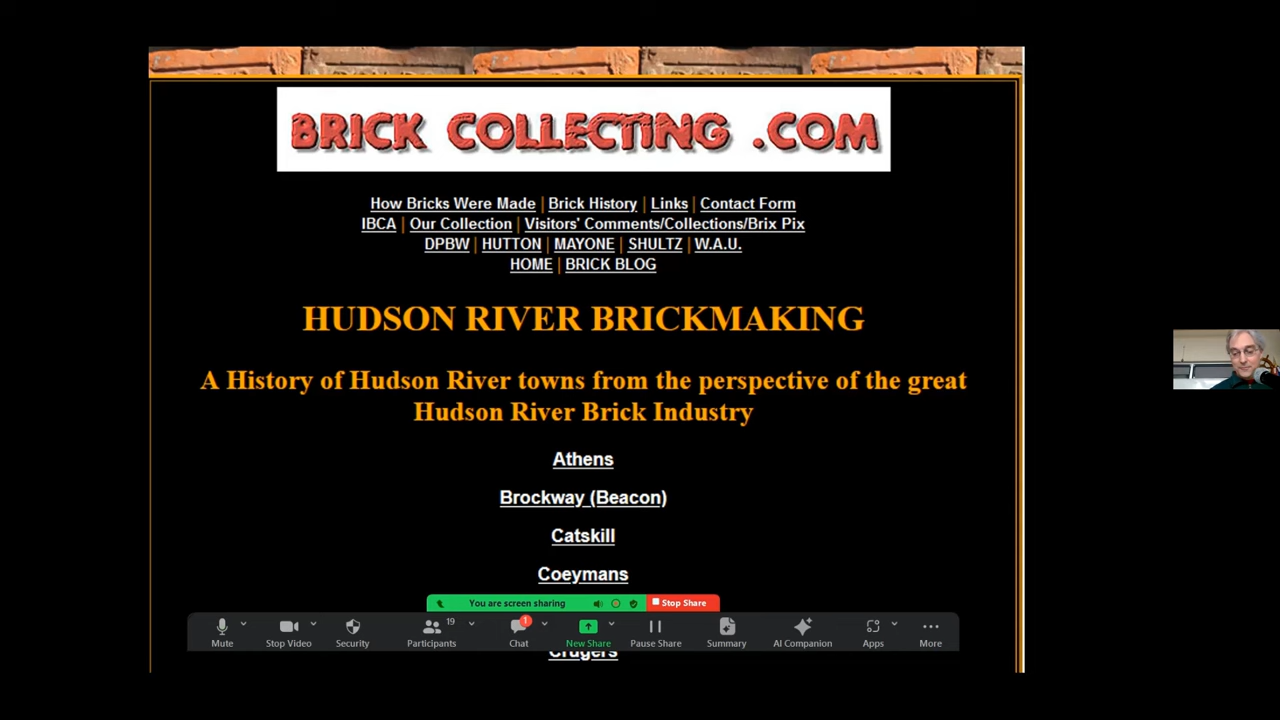 BRICK COLLECTING .COM
How Bricks Were Made | Brick History | Links | Contact Form
IBCA | Our Collection | Visitors' Comments/Collections/Brix Pix
DPBW | HUTTON | MAYONE | SHULTZ | W.A.U.
HOME | BRICK BLOG
HUDSON RIVER BRICKMAKING
A History of Hudson River towns from the perspective of the great
Hudson River Brick Industry
Athens
Brockway (Beacon)
Catskill
Coeymans
You are screen sharing Stop Share
19 1
Mute Stop Video Security Participants Chat New Share Pause Share Summary AI Companion Apps More
Crugers